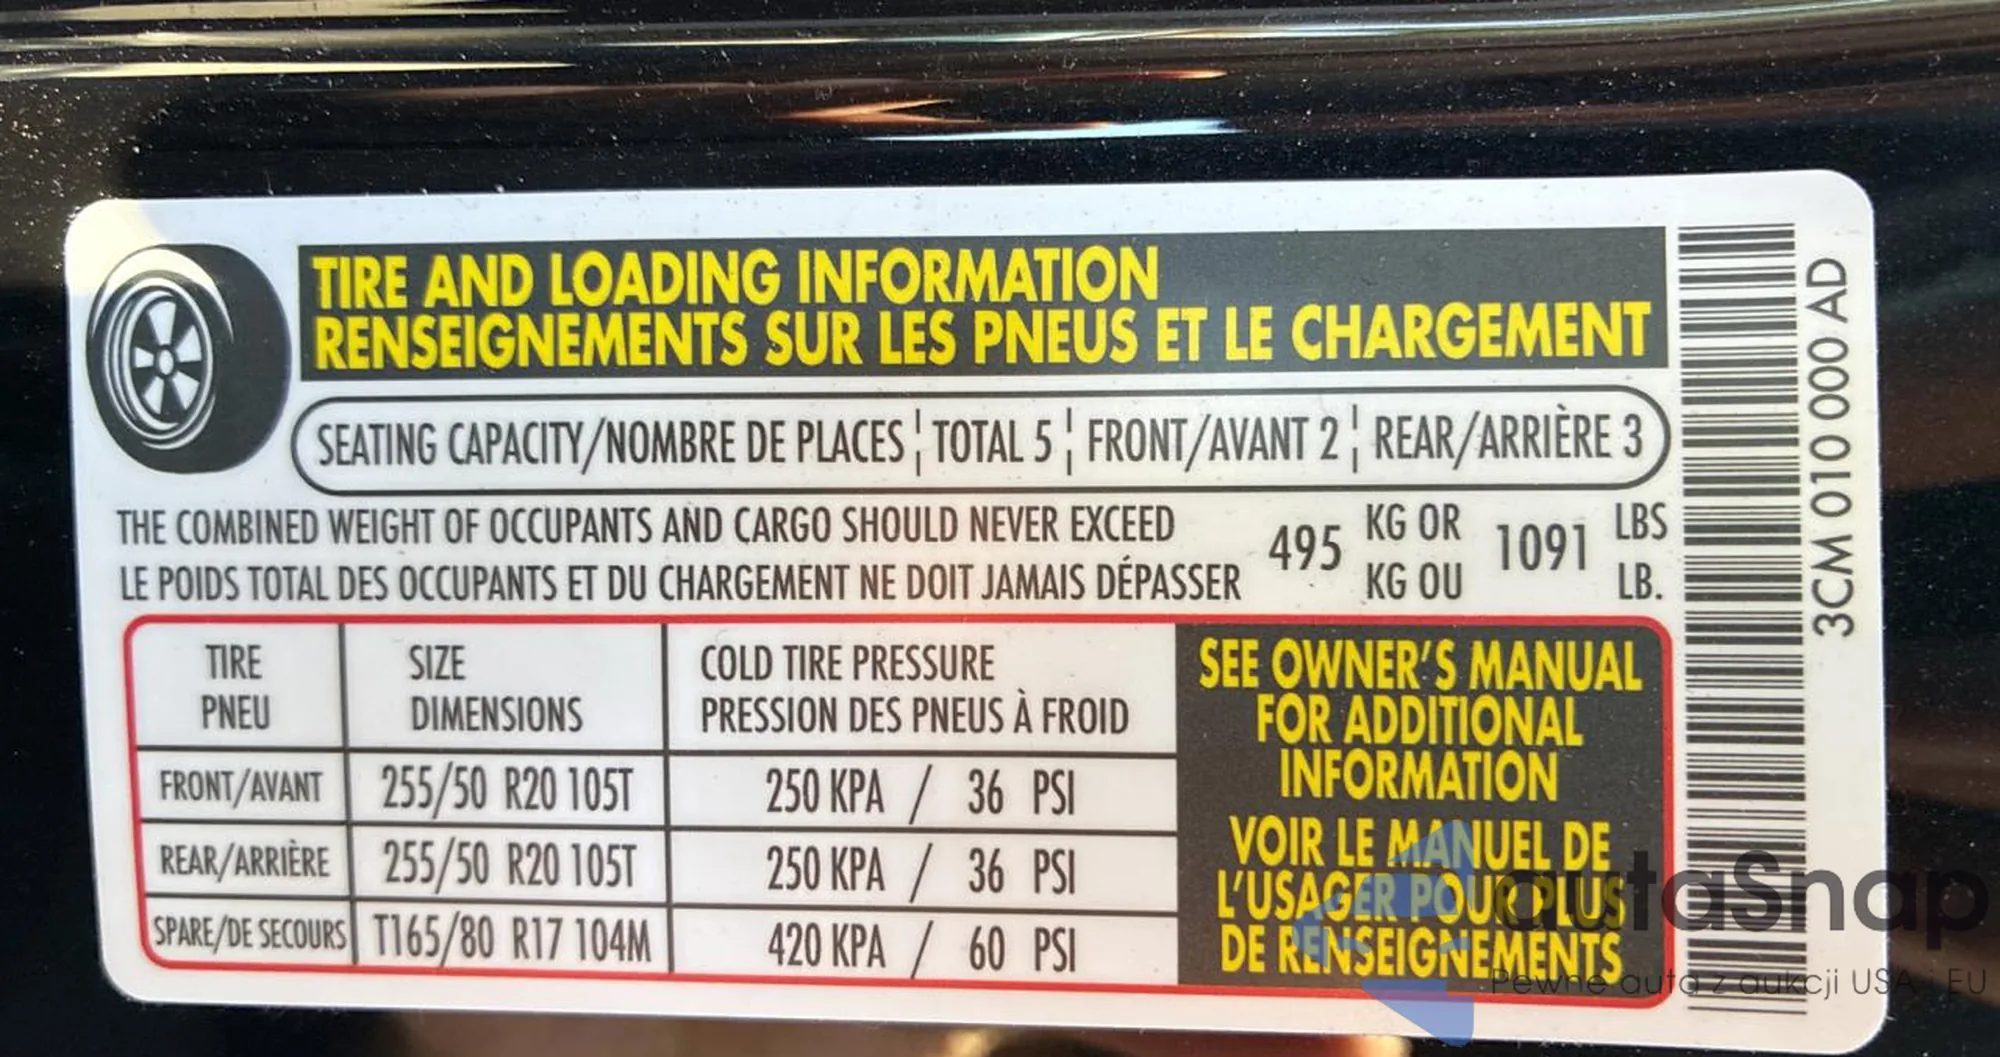 TIRE AND LOADING INFORMATION
RENSEIGNEMENTS SUR LES PNEUS ET LE CHARGEMENT
SEATING CAPACITY/NOMBRE DE PLACES ¦ TOTAL 5 ¦ FRONT/AVANT 2 ¦ REAR/ARRIÈRE 3
THE COMBINED WEIGHT OF OCCUPANTS AND CARGO SHOULD NEVER EXCEED 495 KG OR 1091 LBS
LE POIDS TOTAL DES OCCUPANTS ET DU CHARGEMENT NE DOIT JAMAIS DÉPASSER KG OU LB.
TIRE SIZE COLD TIRE PRESSURE
PNEU DIMENSIONS PRESSION DES PNEUS À FROID
FRONT/AVANT 255/50 R20 105T 250 KPA / 36 PSI
REAR/ARRIÈRE 255/50 R20 105T 250 KPA / 36 PSI
SPARE/DE SECOURS T165/80 R17 104M 420 KPA / 60 PSI
SEE OWNER'S MANUAL
FOR ADDITIONAL
INFORMATION
VOIR LE MANUEL DE
L'USAGER POUR PLUS
DE RENSEIGNEMENTS
3CM 010 000 AD
autaSnap
Pewne auta z aukcji USA i EU